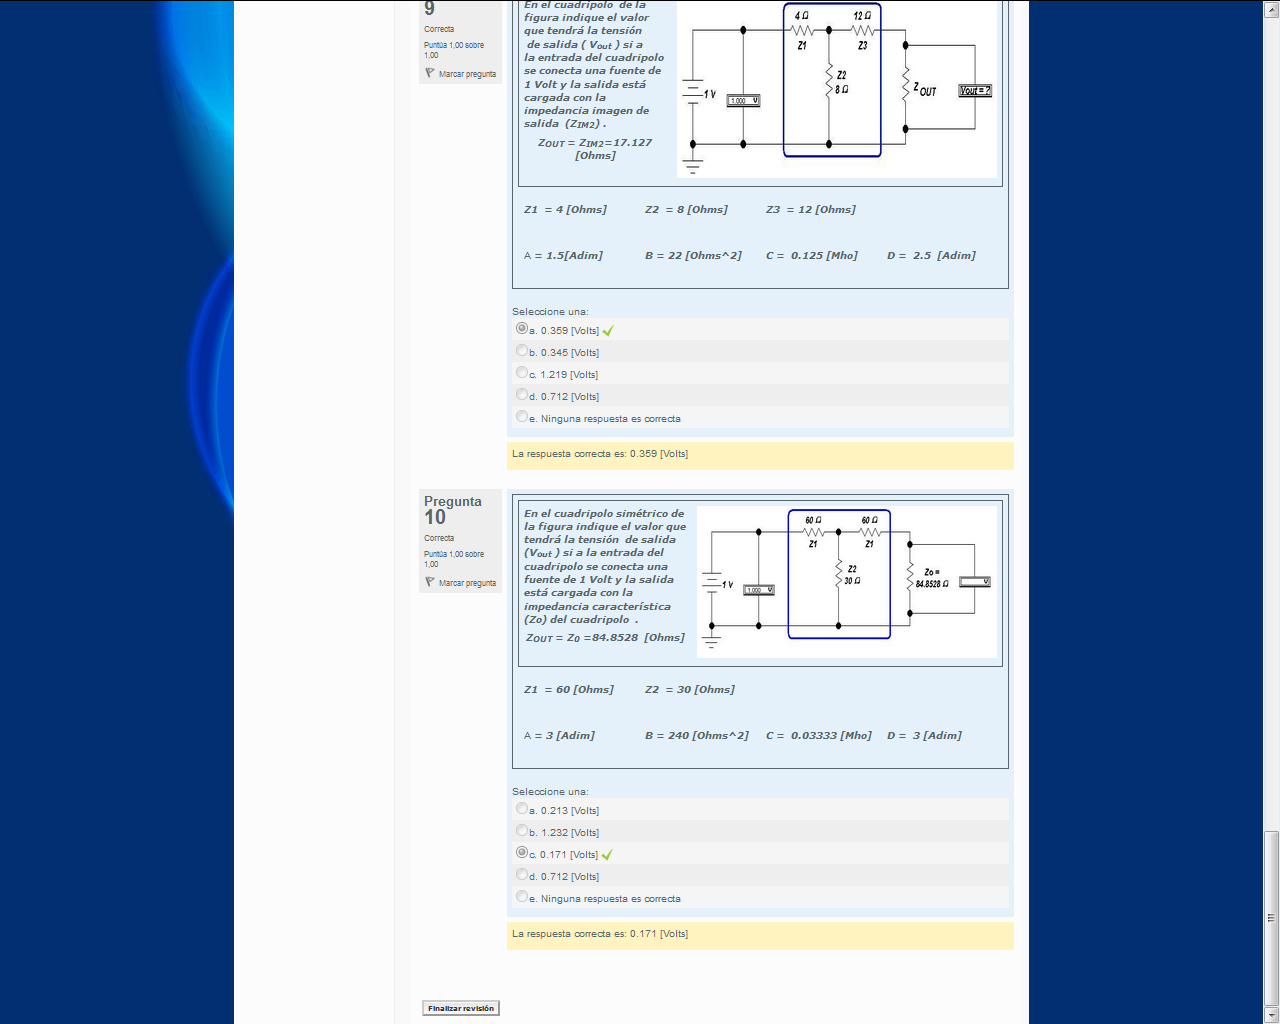 9
Correcta
Puntúa 1,00 sobre
1,00
Marcar pregunta
En el cuadripolo de la
figura indique el valor
que tendrá la tensión
de salida ( Vout ) si a
la entrada del cuadripolo
se conecta una fuente de
1 Volt y la salida está
cargada con la
impedancia imagen de
salida (ZIM2) .
ZOUT = ZIM2=17.127
[Ohms]
4 Ω
12 Ω
Z1
Z3
Z2
8 Ω
1 V
1.000 V
Z OUT
Vout = ?
Z1 = 4 [Ohms] Z2 = 8 [Ohms] Z3 = 12 [Ohms]
A = 1.5[Adim] B = 22 [Ohms^2] C = 0.125 [Mho] D = 2.5 [Adim]
Seleccione una:
a. 0.359 [Volts]
b. 0.345 [Volts]
c. 1.219 [Volts]
d. 0.712 [Volts]
e. Ninguna respuesta es correcta
La respuesta correcta es: 0.359 [Volts]
Pregunta
10
Correcta
Puntúa 1,00 sobre
1,00
Marcar pregunta
En el cuadripolo simétrico de
la figura indique el valor que
tendrá la tensión de salida
(Vout ) si a la entrada del
cuadripolo se conecta una
fuente de 1 Volt y la salida
está cargada con la
impedancia característica
(Zo) del cuadripolo .
ZOUT = Z0 =84.8528 [Ohms]
60 Ω
60 Ω
Z1
Z1
Z2
30 Ω
1 V
1.000 V
Zo =
84.8528 Ω
V
Z1 = 60 [Ohms] Z2 = 30 [Ohms]
A = 3 [Adim] B = 240 [Ohms^2] C = 0.03333 [Mho] D = 3 [Adim]
Seleccione una:
a. 0.213 [Volts]
b. 1.232 [Volts]
c. 0.171 [Volts]
d. 0.712 [Volts]
e. Ninguna respuesta es correcta
La respuesta correcta es: 0.171 [Volts]
Finalizar revisión